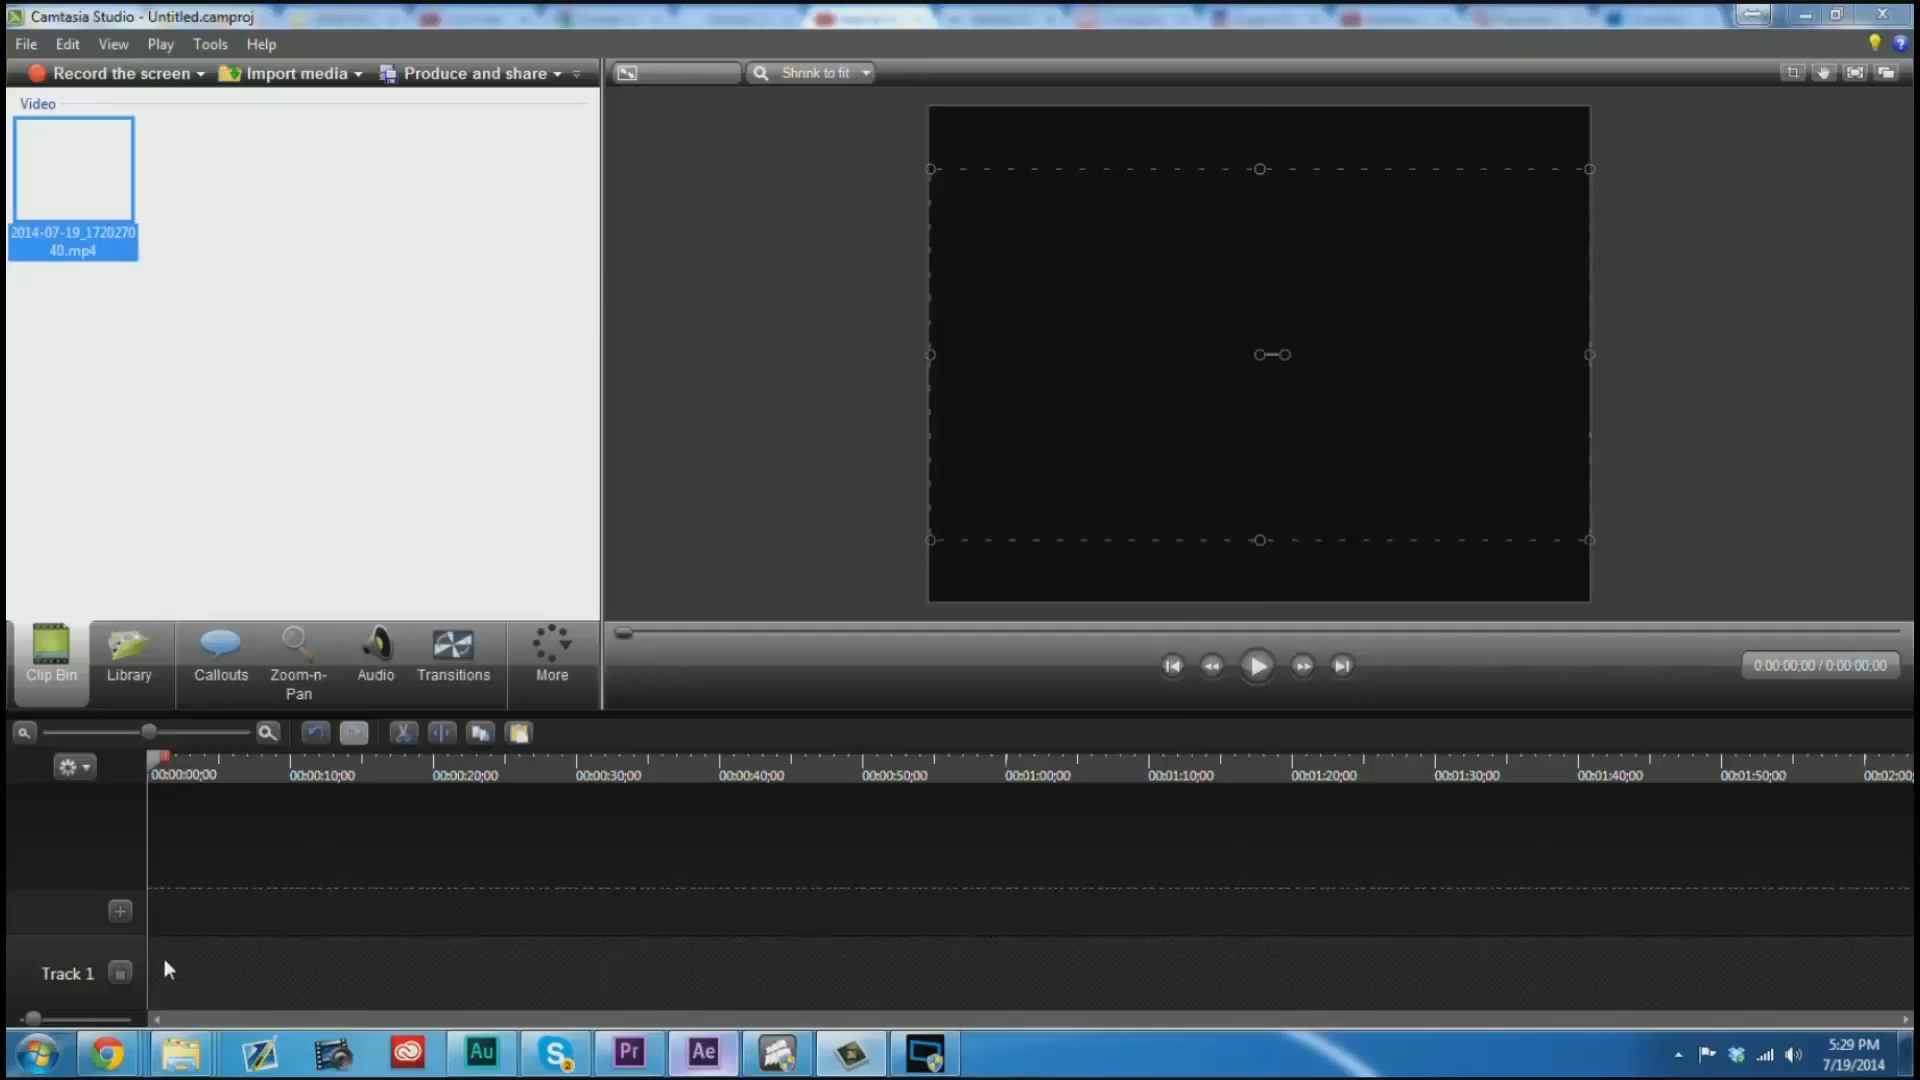 Camtasia Studio - Untitled.camproj
File Edit View Play Tools Help
Record the screen Import media Produce and share Shrink to fit
Video
2014-07-19_1720270
40.mp4
Clip Bin Library Callouts Zoom-n-
Pan Audio Transitions More
0:00:00;00 / 0:00:00;00
00:00:00;00 00:00:10;00 00:00:20;00 00:00:30;00 00:00:40;00 00:00:50;00 00:01:00;00 00:01:10;00 00:01:20;00 00:01:30;00 00:01:40;00 00:01:50;00 00:02:00;
Track 1
Au S 2 Pr Ae
5:29 PM
7/19/2014